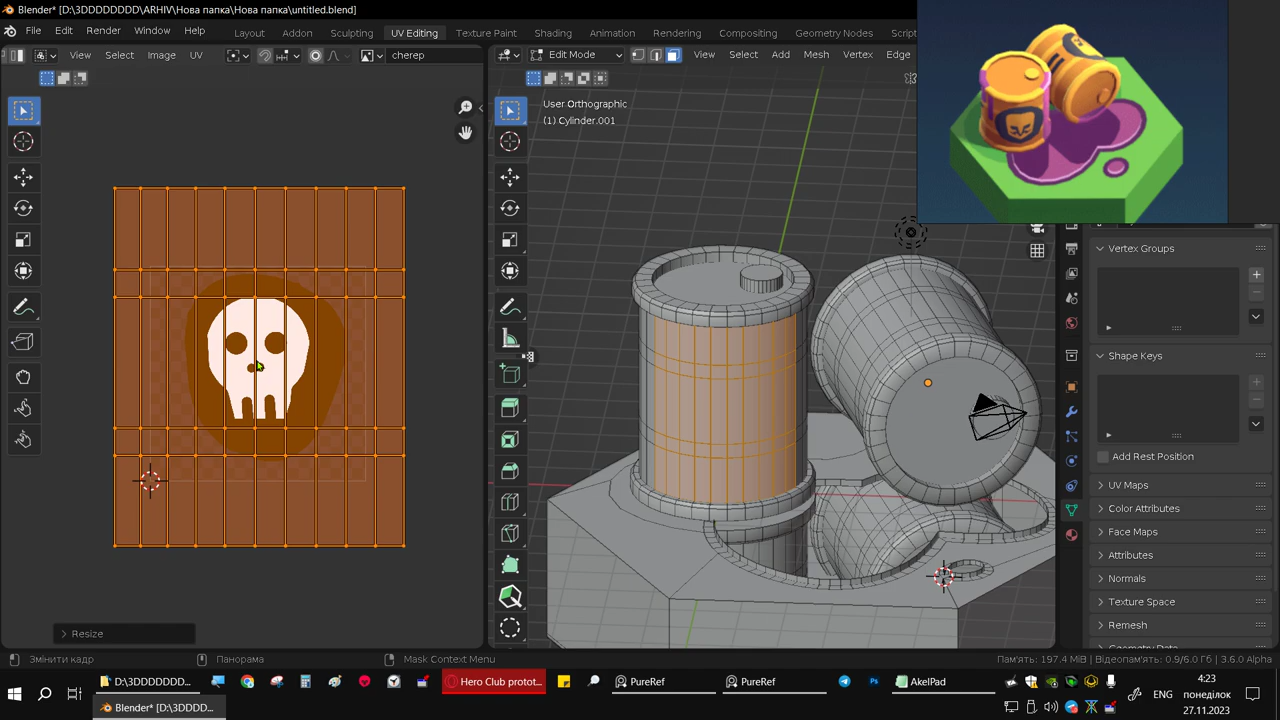 Blender* [D:\3DDDDDDDD\ARHIV\Нова папка\Нова папка\untitled.blend]
File Edit Render Window Help Layout Addon Sculpting UV Editing Texture Paint Shading Animation Rendering Compositing Geometry Nodes Script
View Select Image UV cherep Edit Mode View Select Add Mesh Vertex Edge
User Orthographic
(1) Cylinder.001
Vertex Groups
Shape Keys
Add Rest Position
UV Maps
Color Attributes
Face Maps
Attributes
Normals
Texture Space
Remesh
Resize
Змінити кадр Панорама Mask Context Menu Пам'ять: 197.4 MiB | Відеопам'ять: 0.9/6.0 Гб | 3.6.0 Alpha
D:\3DDDDDDD... Hero Club protot... PureRef PureRef AkelPad ENG 4:23 понеділок 27.11.2023
Blender* [D:\3DDDD...